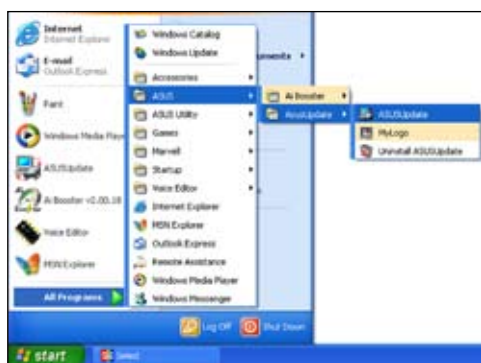 Internet
Internet Explorer
E-mail
Outlook Express
Paint
Windows Media Player
ASUSUpdate
Ai Booster v2.00.18
Voice Editor
MSN Explorer
All Programs
Windows Catalog
Windows Update
Accessories
ASUS
ASUS Utility
Games
Marvell
Startup
Voice Editor
Internet Explorer
MSN Explorer
Outlook Express
Remote Assistance
Windows Media Player
Windows Messenger
Ai Booster
AsusUpdate
ASUSUpdate
MyLogo
Uninstall ASUSUpdate
Log Off
Shut Down
start